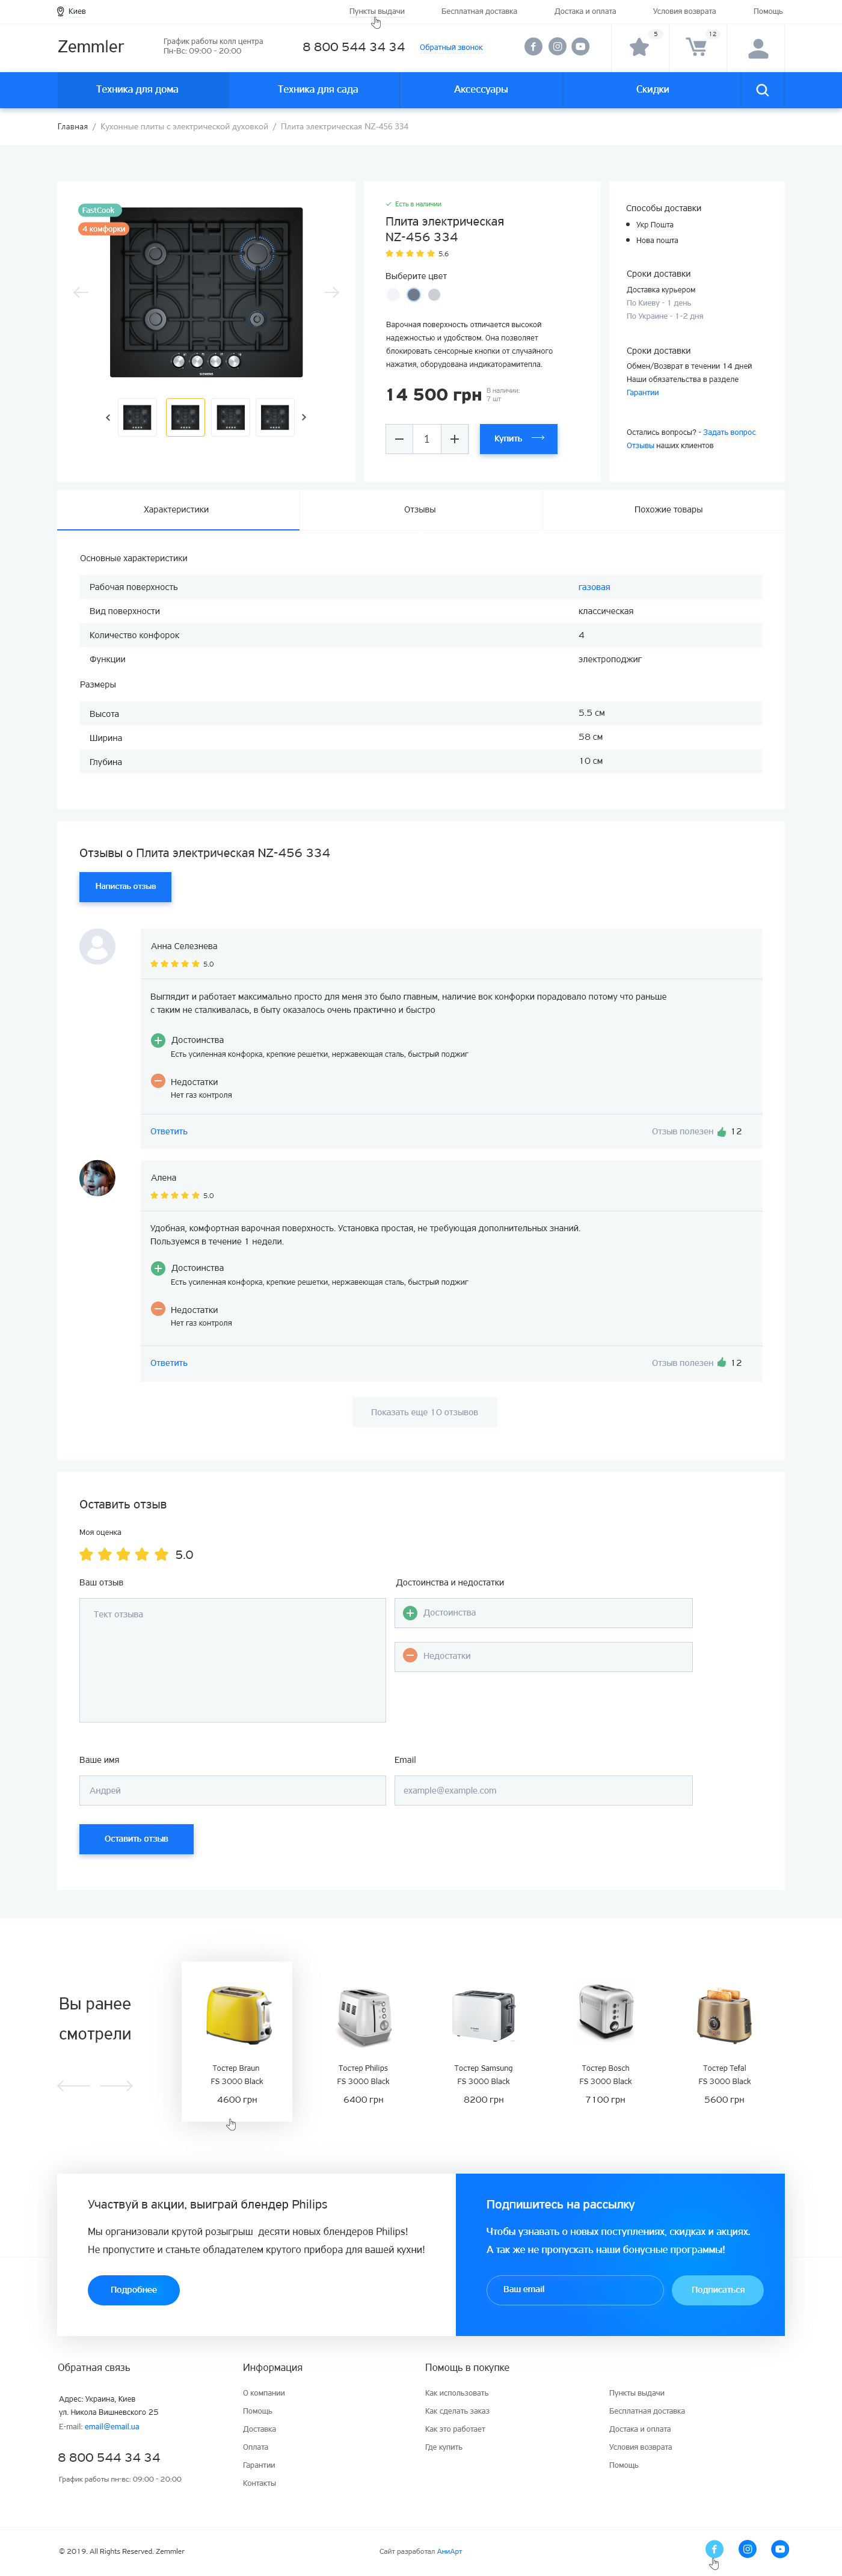 Киев
Пункты выдачи
Бесплатная доставка
Достака и оплата
Условия возврата
Помощь
Zemmler
График работы колл центра
Пн-Вс: 09:00 - 20:00
8 800 544 34 34
Обратный звонок
5
12
Техника для дома
Техника для сада
Аксессуары
Скидки
Главная / Кухонные плиты с электрической духовкой / Плита электрическая NZ-456 334
FastCook
4 комфорки
SIEMENS
Есть в наличии
Плита электрическая
NZ-456 334
5.6
Выберите цвет
Варочная поверхность отличается высокой
надежностью и удобством. Она позволяет
блокировать сенсорные кнопки от случайного
нажатия, оборудована индикаторамитепла.
14 500 грн
В наличии:
7 шт
1
Купить
Способы доставки
Укр Пошта
Нова пошта
Сроки доставки
Доставка курьером
По Киеву - 1 день
По Украине - 1-2 дня
Сроки доставки
Обмен/Возврат в течении 14 дней
Наши обязательства в разделе
Гарантии
Остались вопросы? - Задать вопрос
Отзывы наших клиентов
Характеристики
Отзывы
Похожие товары
Основные характеристики
Рабочая поверхность
газовая
Вид поверхности
классическая
Количество конфорок
4
Функции
электроподжиг
Размеры
Высота
5.5 см
Ширина
58 см
Глубина
10 см
Отзывы о Плита электрическая NZ-456 334
Написать отзыв
Анна Селезнева
5.0
Выглядит и работает максимально просто для меня это было главным, наличие вок конфорки порадовало потому что раньше
с таким не сталкивалась, в быту оказалось очень практично и быстро
Достоинства
Есть усиленная конфорка, крепкие решетки, нержавеющая сталь, быстрый поджиг
Недостатки
Нет газ контроля
Ответить
Отзыв полезен 12
Алена
5.0
Удобная, комфортная варочная поверхность. Установка простая, не требующая дополнительных знаний.
Пользуемся в течение 1 недели.
Достоинства
Есть усиленная конфорка, крепкие решетки, нержавеющая сталь, быстрый поджиг
Недостатки
Нет газ контроля
Ответить
Отзыв полезен 12
Показать еще 10 отзывов
Оставить отзыв
Моя оценка
5.0
Ваш отзыв
Достоинства и недостатки
Тект отзыва
Достоинства
Недостатки
Ваше имя
Email
Андрей
example@example.com
Оставить отзыв
Вы ранее
смотрели
Тостер Braun
FS 3000 Black
4600 грн
Тостер Philips
FS 3000 Black
6400 грн
Тостер Samsung
FS 3000 Black
8200 грн
Тостер Bosch
FS 3000 Black
7100 грн
Тостер Tefal
FS 3000 Black
5600 грн
Участвуй в акции, выиграй блендер Philips
Мы организовали крутой розыгрыш десяти новых блендеров Philips!
Не пропустите и станьте обладателем крутого прибора для вашей кухни!
Подробнее
Подпишитесь на рассылку
Чтобы узнавать о новых поступлениях, скидках и акциях.
А так же не пропускать наши бонусные программы!
Ваш email
Подписаться
Обратная связь
Адрес: Украина, Киев
ул. Никола Вишневского 25
E-mail: email@email.ua
8 800 544 34 34
График работы пн-вс: 09:00 - 20:00
Информация
О компании
Помощь
Доставка
Оплата
Гарантии
Контакты
Помощь в покупке
Как использовать
Как сделать заказ
Как это работает
Где купить
Пункты выдачи
Бесплатная доставка
Достака и оплата
Условия возврата
Помощь
© 2019. All Rights Reserved. Zemmler
Сайт разработал АниАрт